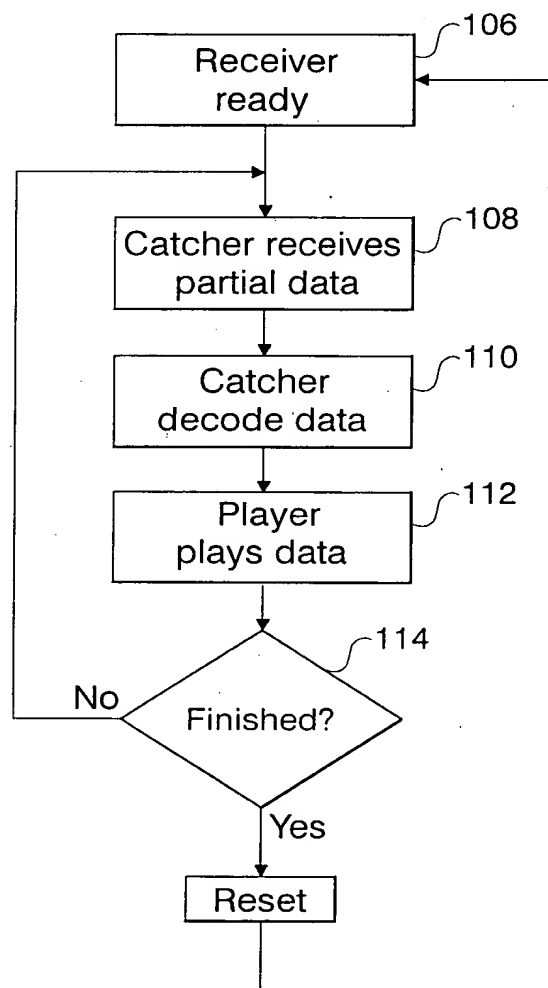 106
Receiver
ready
108
Catcher receives
partial data
110
Catcher
decode data
112
Player
plays data
114
Finished?
No
Yes
Reset